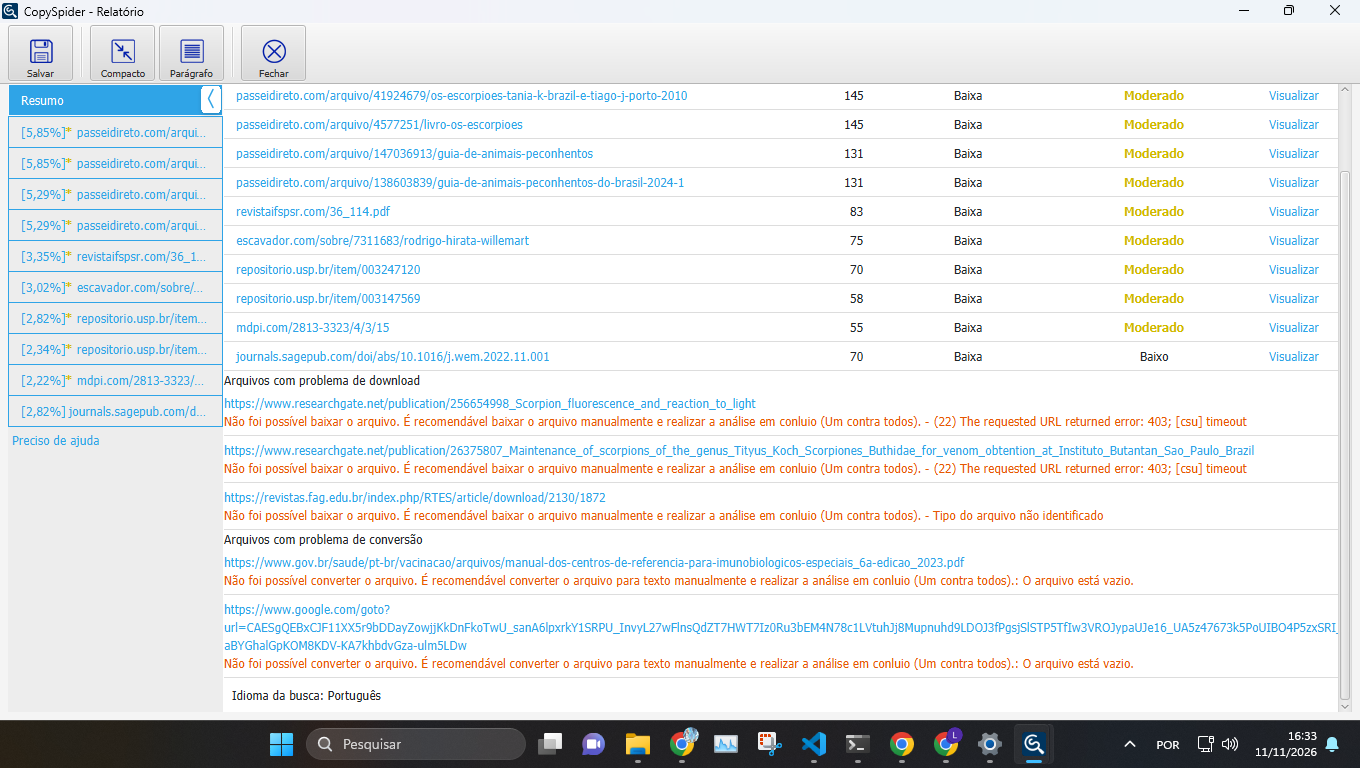 CopySpider - Relatório
Salvar
Compacto
Parágrafo
Fechar
Resumo
[5,85%]* passeidireto.com/arqui...
[5,85%]* passeidireto.com/arqui...
[5,29%]* passeidireto.com/arqui...
[5,29%]* passeidireto.com/arqui...
[3,35%]* revistaifspsr.com/36_1...
[3,02%]* escavador.com/sobre/...
[2,82%]* repositorio.usp.br/item...
[2,34%]* repositorio.usp.br/item...
[2,22%]* mdpi.com/2813-3323/...
[2,82%] journals.sagepub.com/d...
Preciso de ajuda
passeidireto.com/arquivo/41924679/os-escorpioes-tania-k-brazil-e-tiago-j-porto-2010 145 Baixa Moderado Visualizar
passeidireto.com/arquivo/4577251/livro-os-escorpioes 145 Baixa Moderado Visualizar
passeidireto.com/arquivo/147036913/guia-de-animais-peconhentos 131 Baixa Moderado Visualizar
passeidireto.com/arquivo/138603839/guia-de-animais-peconhentos-do-brasil-2024-1 131 Baixa Moderado Visualizar
revistaifspsr.com/36_114.pdf 83 Baixa Moderado Visualizar
escavador.com/sobre/7311683/rodrigo-hirata-willemart 75 Baixa Moderado Visualizar
repositorio.usp.br/item/003247120 70 Baixa Moderado Visualizar
repositorio.usp.br/item/003147569 58 Baixa Moderado Visualizar
mdpi.com/2813-3323/4/3/15 55 Baixa Moderado Visualizar
journals.sagepub.com/doi/abs/10.1016/j.wem.2022.11.001 70 Baixa Baixo Visualizar
Arquivos com problema de download
https://www.researchgate.net/publication/256654998_Scorpion_fluorescence_and_reaction_to_light
Não foi possível baixar o arquivo. É recomendável baixar o arquivo manualmente e realizar a análise em conluio (Um contra todos). - (22) The requested URL returned error: 403; [csu] timeout
https://www.researchgate.net/publication/26375807_Maintenance_of_scorpions_of_the_genus_Tityus_Koch_Scorpiones_Buthidae_for_venom_obtention_at_Instituto_Butantan_Sao_Paulo_Brazil
Não foi possível baixar o arquivo. É recomendável baixar o arquivo manualmente e realizar a análise em conluio (Um contra todos). - (22) The requested URL returned error: 403; [csu] timeout
https://revistas.fag.edu.br/index.php/RTES/article/download/2130/1872
Não foi possível baixar o arquivo. É recomendável baixar o arquivo manualmente e realizar a análise em conluio (Um contra todos). - Tipo do arquivo não identificado
Arquivos com problema de conversão
https://www.gov.br/saude/pt-br/vacinacao/arquivos/manual-dos-centros-de-referencia-para-imunobiologicos-especiais_6a-edicao_2023.pdf
Não foi possível converter o arquivo. É recomendável converter o arquivo para texto manualmente e realizar a análise em conluio (Um contra todos).: O arquivo está vazio.
https://www.google.com/goto?
url=CAESgQEBxCJF11XX5r9bDDayZowjjKkDnFkoTwU_sanA6lpxrkY1SRPU_InvyL27wFlnsQdZT7HWT7Iz0Ru3bEM4N78c1LVtuhJj8Mupnuhd9LDOJ3fPgsjSlSTP5TfIw3VROJypaUJe16_UA5z47673k5PoUIBO4P5zxSRI_
aBYGhalGpKOM8KDV-KA7khbdvGza-ulm5LDw
Não foi possível converter o arquivo. É recomendável converter o arquivo para texto manualmente e realizar a análise em conluio (Um contra todos).: O arquivo está vazio.
Idioma da busca: Português
Pesquisar
L
POR
16:33
11/11/2026